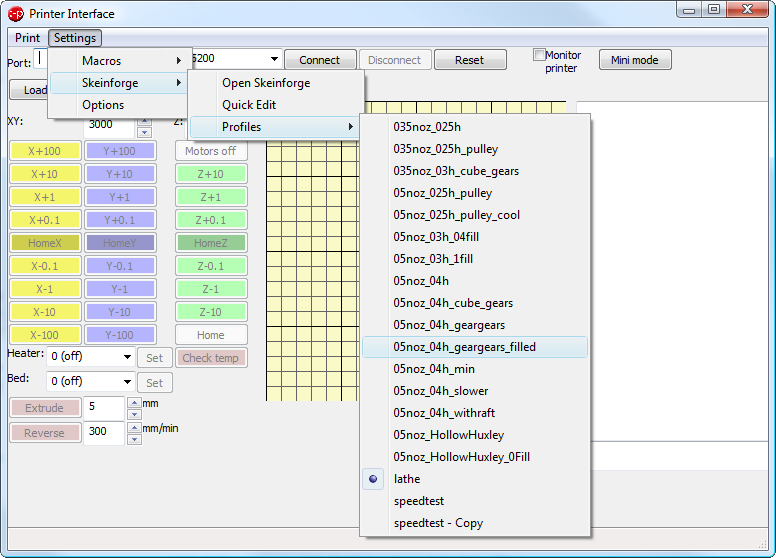 Printer Interface
Print Settings
Port: 5200 Connect Disconnect Reset Monitor printer Mini mode
Macros
Skeinforge
Options
Open Skeinforge
Quick Edit
Profiles
Load
XY: 3000 Z:
X+100 Y+100 Motors off
X+10 Y+10 Z+10
X+1 Y+1 Z+1
X+0.1 Y+0.1 Z+0.1
HomeX HomeY HomeZ
X-0.1 Y-0.1 Z-0.1
X-1 Y-1 Z-1
X-10 Y-10 Z-10
X-100 Y-100 Home
Heater: 0 (off) Set Check temp
Bed: 0 (off) Set
Extrude 5 mm
Reverse 300 mm/min
035noz_025h
035noz_025h_pulley
035noz_03h_cube_gears
05noz_025h_pulley
05noz_025h_pulley_cool
05noz_03h_04fill
05noz_03h_1fill
05noz_04h
05noz_04h_cube_gears
05noz_04h_geargears
05noz_04h_geargears_filled
05noz_04h_min
05noz_04h_slower
05noz_04h_withraft
05noz_HollowHuxley
05noz_HollowHuxley_0Fill
lathe
speedtest
speedtest - Copy